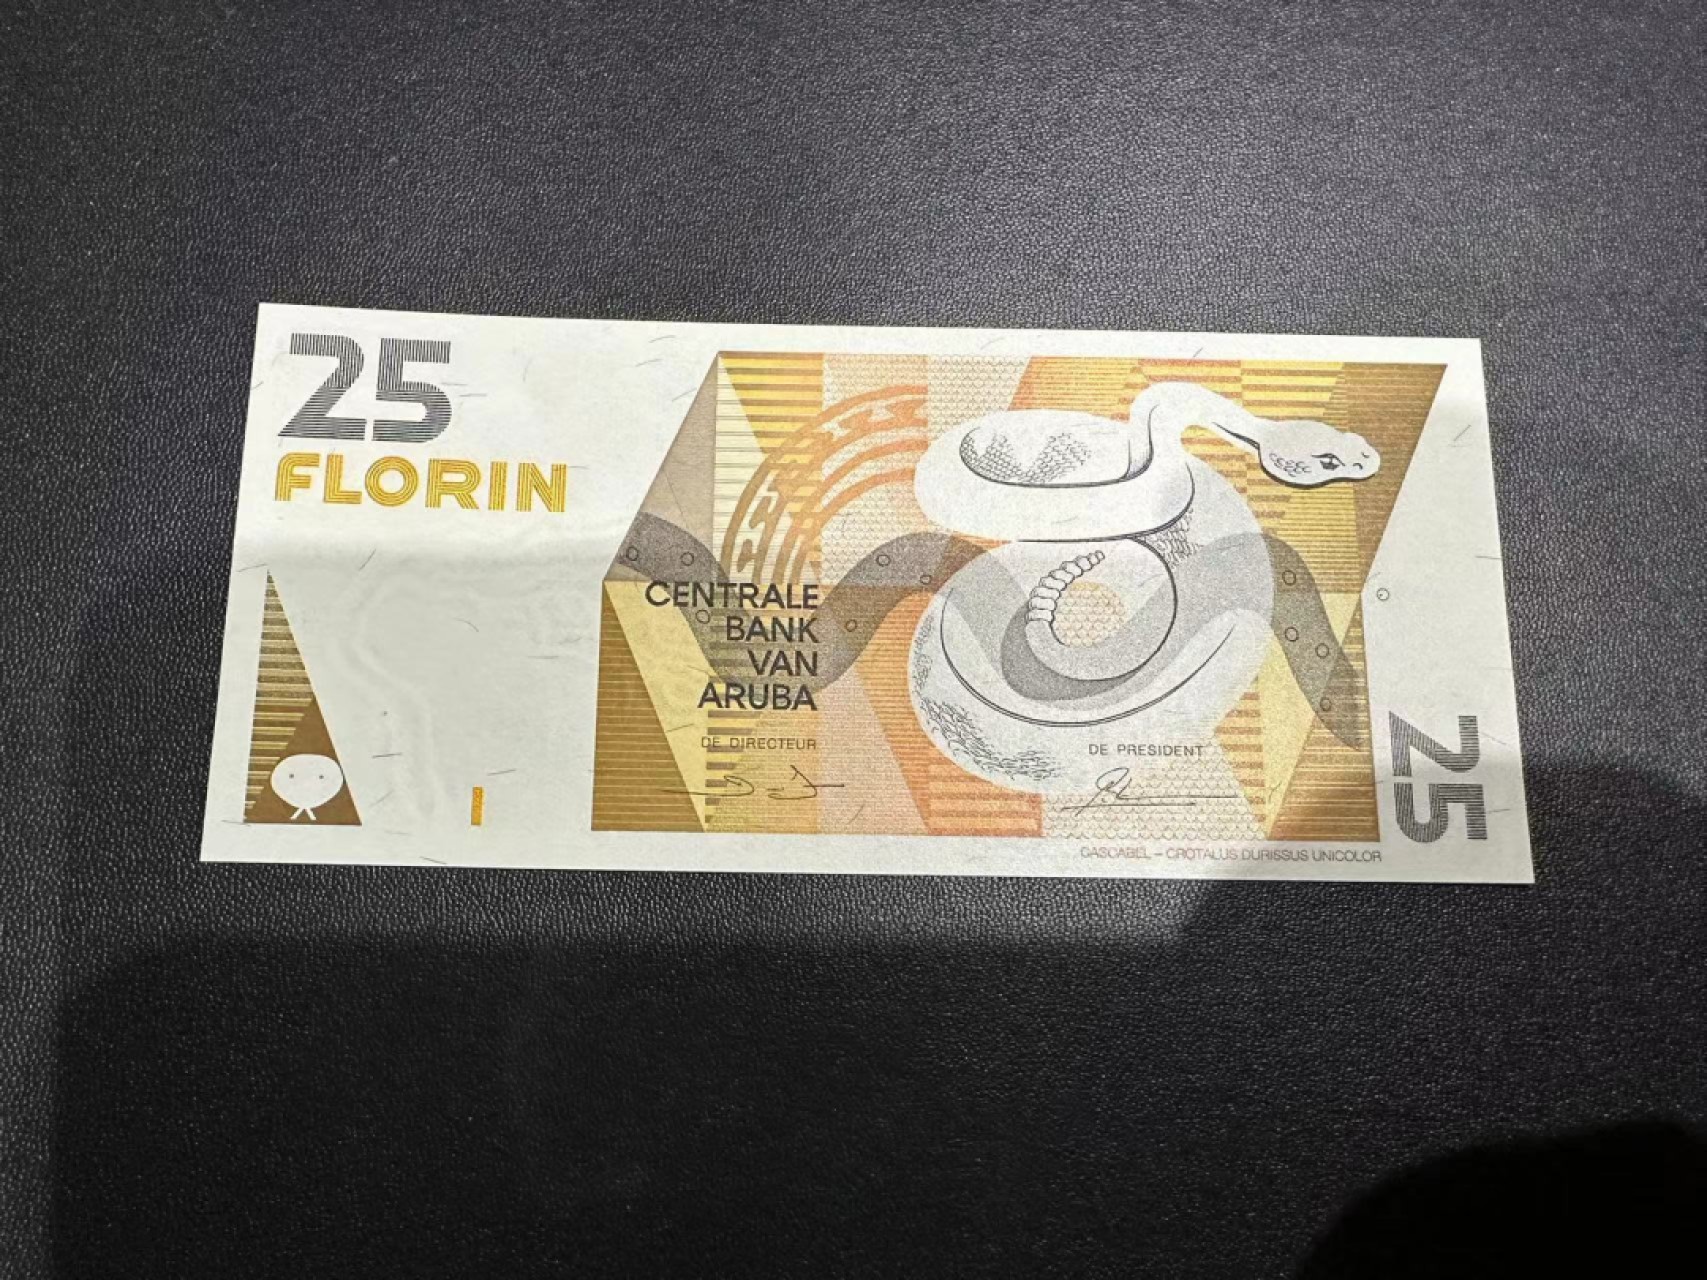 25
FLORIN
CENTRALE
BANK
VAN
ARUBA
DE DIRECTEUR
DE PRESIDENT
CASCABEL – CROTALUS DURISSUS UNICOLOR
25